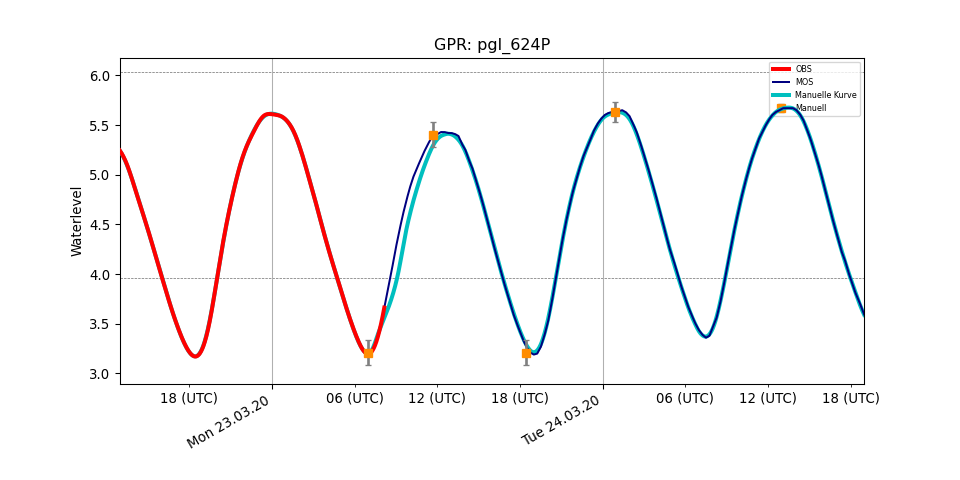 GPR: pgl_624P
OBS
MOS
Manuelle Kurve
Manuell
Waterlevel
6.0
5.5
5.0
4.5
4.0
3.5
3.0
18 (UTC)
Mon 23.03.20
06 (UTC)
12 (UTC)
18 (UTC)
Tue 24.03.20
06 (UTC)
12 (UTC)
18 (UTC)